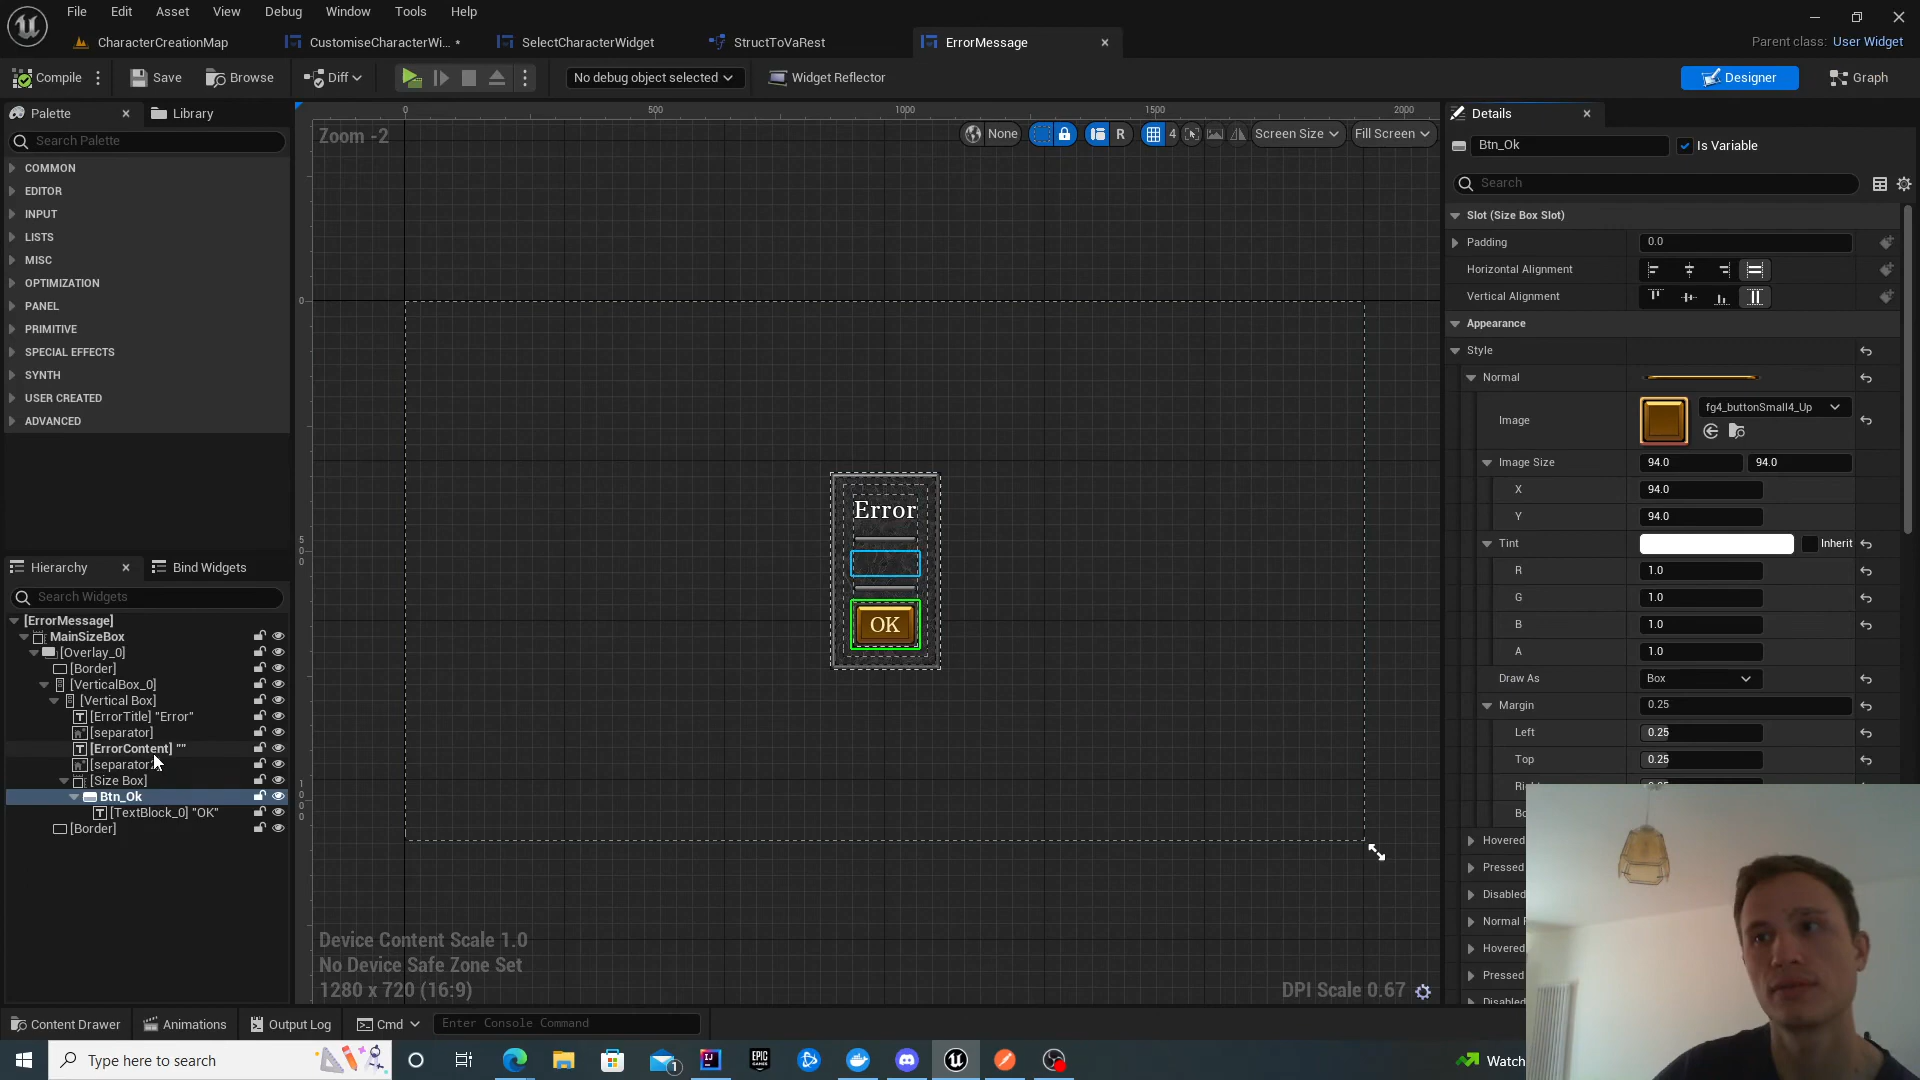 File Edit Asset View Debug Window Tools Help
CharacterCreationMap CustomiseCharacterWi... * SelectCharacterWidget StructToVaRest ErrorMessage Parent class: User Widget
Compile Save Browse Diff No debug object selected Widget Reflector Designer Graph
Palette Library
Search Palette
COMMON
EDITOR
INPUT
LISTS
MISC
OPTIMIZATION
PANEL
PRIMITIVE
SPECIAL EFFECTS
SYNTH
USER CREATED
ADVANCED
Hierarchy Bind Widgets
Search Widgets
[ErrorMessage]
MainSizeBox
[Overlay_0]
[Border]
[VerticalBox_0]
[Vertical Box]
[ErrorTitle] "Error"
[separator]
[ErrorContent] ""
[separator
[Size Box]
Btn_Ok
[TextBlock_0] "OK"
[Border]
0 500 1000 1500 2000
Zoom -2
None R 4 Screen Size Fill Screen
0
500
1000
Error
OK
Device Content Scale 1.0
No Device Safe Zone Set
1280 x 720 (16:9)
DPI Scale 0.67
Details
Btn_Ok Is Variable
Search
Slot (Size Box Slot)
Padding 0.0
Horizontal Alignment
Vertical Alignment
Appearance
Style
Normal
Image fg4_buttonSmall4_Up
Image Size 94.0 94.0
X 94.0
Y 94.0
Tint Inherit
R 1.0
G 1.0
B 1.0
A 1.0
Draw As Box
Margin 0.25
Left 0.25
Top 0.25
Ri
Bo
Hovered
Pressed
Disabled
Normal
Hovered
Pressed
Disabled
Content Drawer Animations Output Log Cmd Enter Console Command
Type here to search
EPIC GAMES
1
Watch